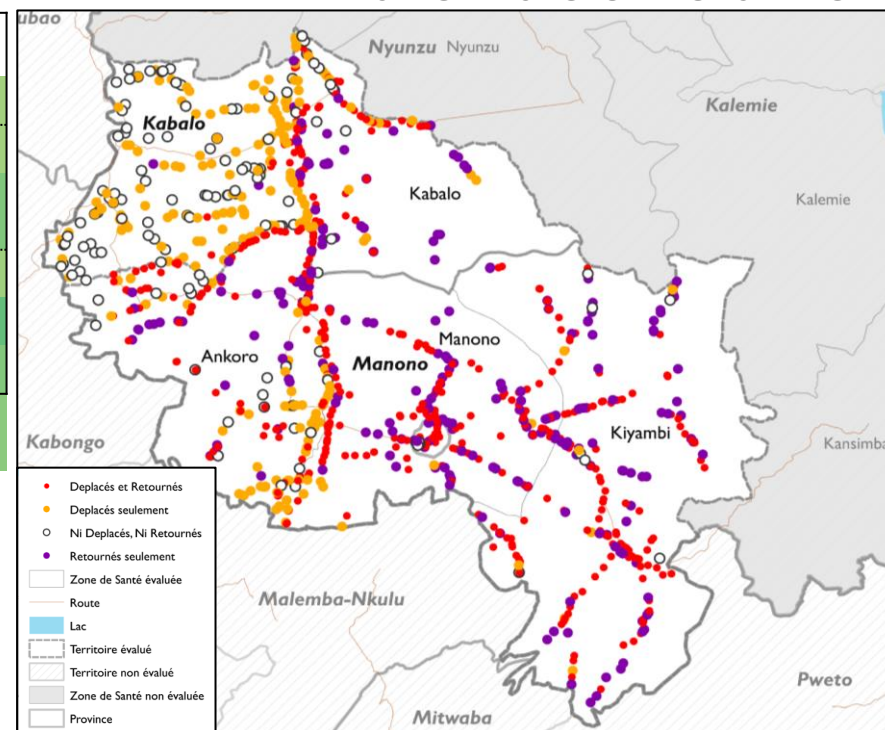 Nyunzu Nyunzu
Kalemie
Kabalo
Kabalo
Kalemie
Manono
Ankoro
Manono
Kiyambi
Kabongo
Kansimba
Deplacés et Retournés
Deplacés seulement
Ni Deplacés, Ni Retournés
Retournés seulement
Zone de Santé évaluée
Route
Lac
Territoire évalué
Territoire non évalué
Zone de Santé non évaluée
Province
Malemba-Nkulu
Pweto
Mitwaba